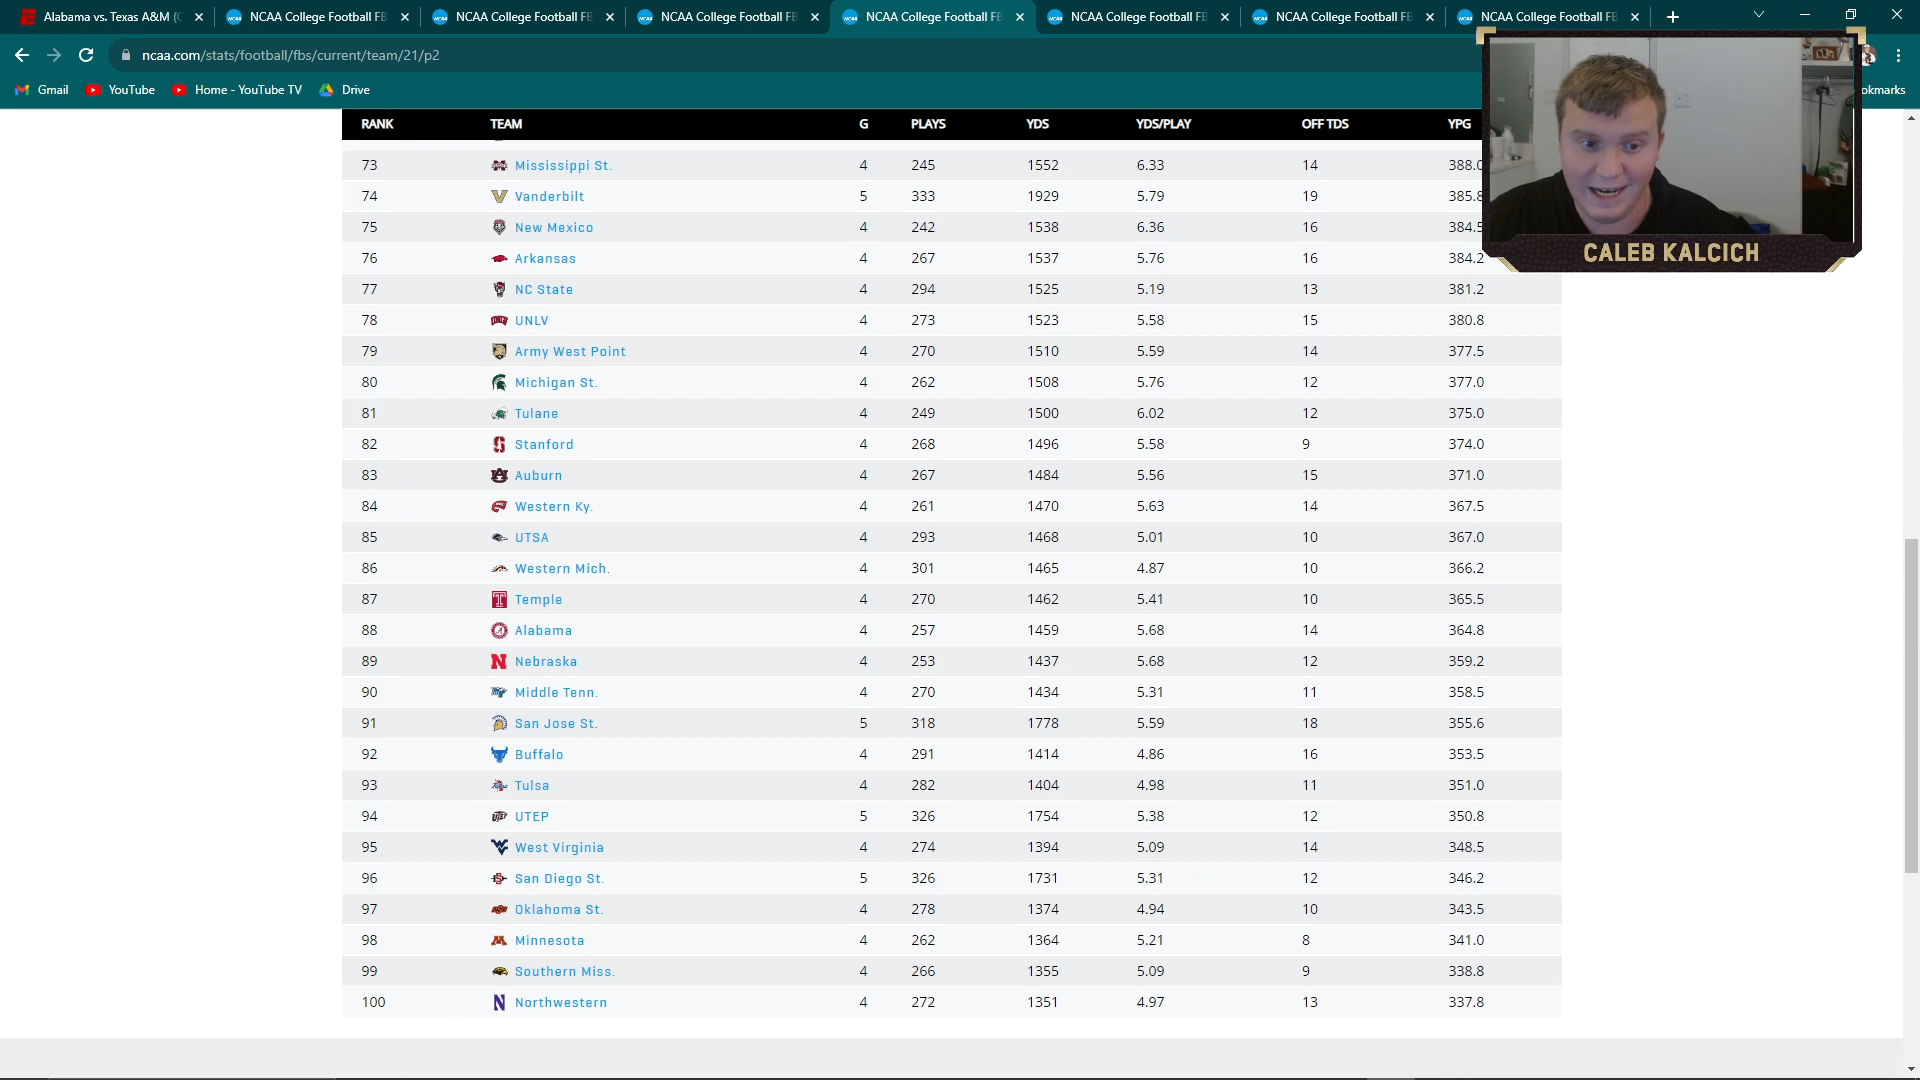 Alabama vs. Texas A&M (
NCAA College Football FB
NCAA College Football FB
NCAA College Football FB
NCAA College Football FB
NCAA College Football FB
NCAA College Football FB
NCAA College Football FB
ncaa.com/stats/football/fbs/current/team/21/p2
Gmail YouTube Home - YouTube TV Drive okmarks
RANK TEAM G PLAYS YDS YDS/PLAY OFF TDS YPG
73 Mississippi St. 4 245 1552 6.33 14 388.0
74 Vanderbilt 5 333 1929 5.79 19 385.8
75 New Mexico 4 242 1538 6.36 16 384.5
76 Arkansas 4 267 1537 5.76 16 384.2
77 NC State 4 294 1525 5.19 13 381.2
78 UNLV 4 273 1523 5.58 15 380.8
79 Army West Point 4 270 1510 5.59 14 377.5
80 Michigan St. 4 262 1508 5.76 12 377.0
81 Tulane 4 249 1500 6.02 12 375.0
82 Stanford 4 268 1496 5.58 9 374.0
83 Auburn 4 267 1484 5.56 15 371.0
84 Western Ky. 4 261 1470 5.63 14 367.5
85 UTSA 4 293 1468 5.01 10 367.0
86 Western Mich. 4 301 1465 4.87 10 366.2
87 Temple 4 270 1462 5.41 10 365.5
88 Alabama 4 257 1459 5.68 14 364.8
89 Nebraska 4 253 1437 5.68 12 359.2
90 Middle Tenn. 4 270 1434 5.31 11 358.5
91 San Jose St. 5 318 1778 5.59 18 355.6
92 Buffalo 4 291 1414 4.86 16 353.5
93 Tulsa 4 282 1404 4.98 11 351.0
94 UTEP 5 326 1754 5.38 12 350.8
95 West Virginia 4 274 1394 5.09 14 348.5
96 San Diego St. 5 326 1731 5.31 12 346.2
97 Oklahoma St. 4 278 1374 4.94 10 343.5
98 Minnesota 4 262 1364 5.21 8 341.0
99 Southern Miss. 4 266 1355 5.09 9 338.8
100 Northwestern 4 272 1351 4.97 13 337.8
CALEB KALCICH